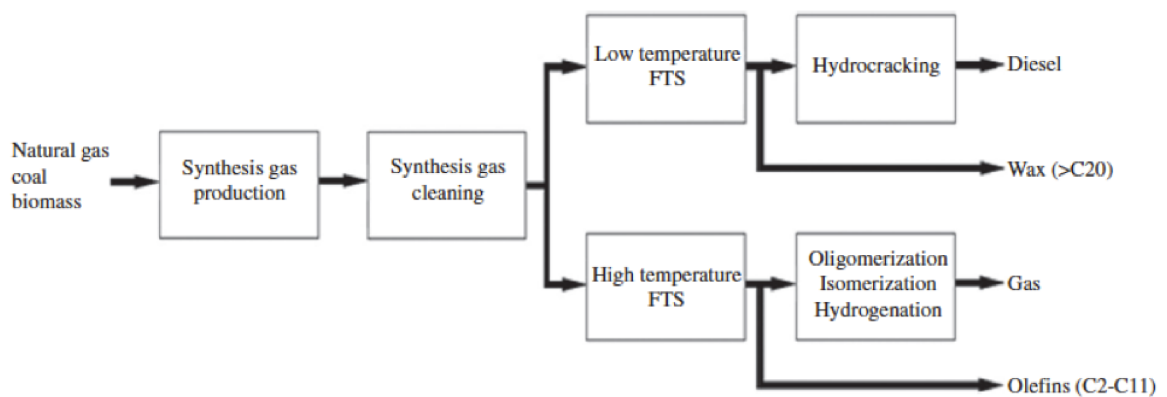 Natural gas
coal
biomass
Synthesis gas
production
Synthesis gas
cleaning
Low temperature
FTS
Hydrocracking
Diesel
Wax (>C20)
High temperature
FTS
Oligomerization
Isomerization
Hydrogenation
Gas
Olefins (C2-C11)